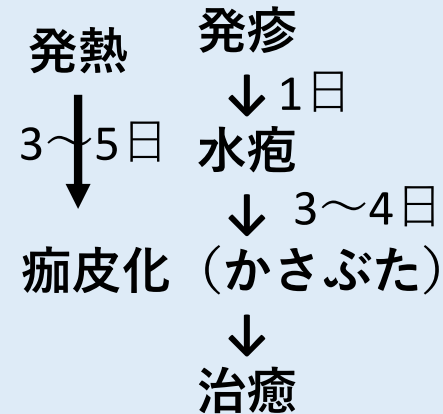 発熱
3〜5日
発疹
↓1日
水疱
↓ 3〜4日
痂皮化（かさぶた）
↓
治癒